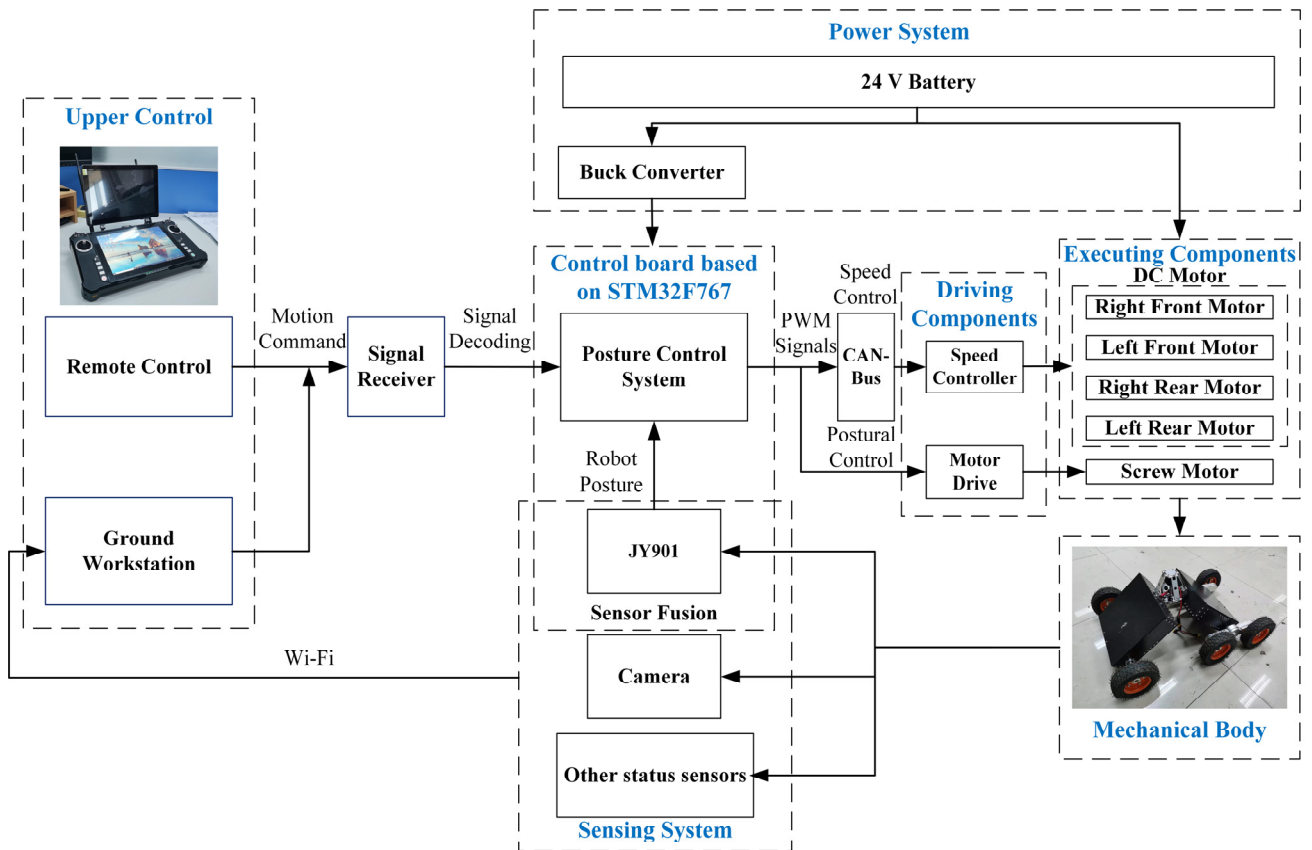 Power System
24 V Battery
Buck Converter
Upper Control
Remote Control
Ground
Workstation
Motion
Command
Signal
Receiver
Signal
Decoding
Control board based
on STM32F767
Posture Control
System
Robot
Posture
JY901
Sensor Fusion
Camera
Other status sensors
Sensing System
Wi-Fi
Speed
Control
PWM
Signals
CAN-
Bus
Postural
Control
Driving
Components
Speed
Controller
Motor
Drive
Executing Components
DC Motor
Right Front Motor
Left Front Motor
Right Rear Motor
Left Rear Motor
Screw Motor
Mechanical Body